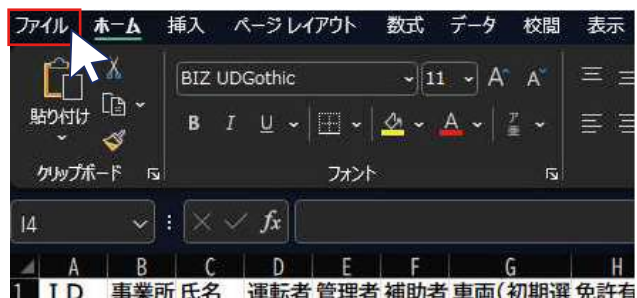 ファイル ホーム 挿入 ページ レイアウト 数式 データ 校閲 表示
BIZ UDGothic 11 A A
貼り付け
B I U A ア亜
クリップボード フォント
I4 fx
A B C D E F G H
1 ID 事業所 氏名 運転者 管理者 補助者 車両(初期選 免許有